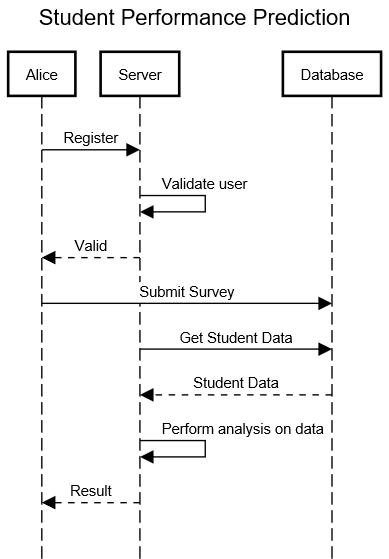 Student Performance Prediction
Alice
Server
Database
Register
Validate user
Valid
Submit Survey
Get Student Data
Student Data
Perform analysis on data
Result